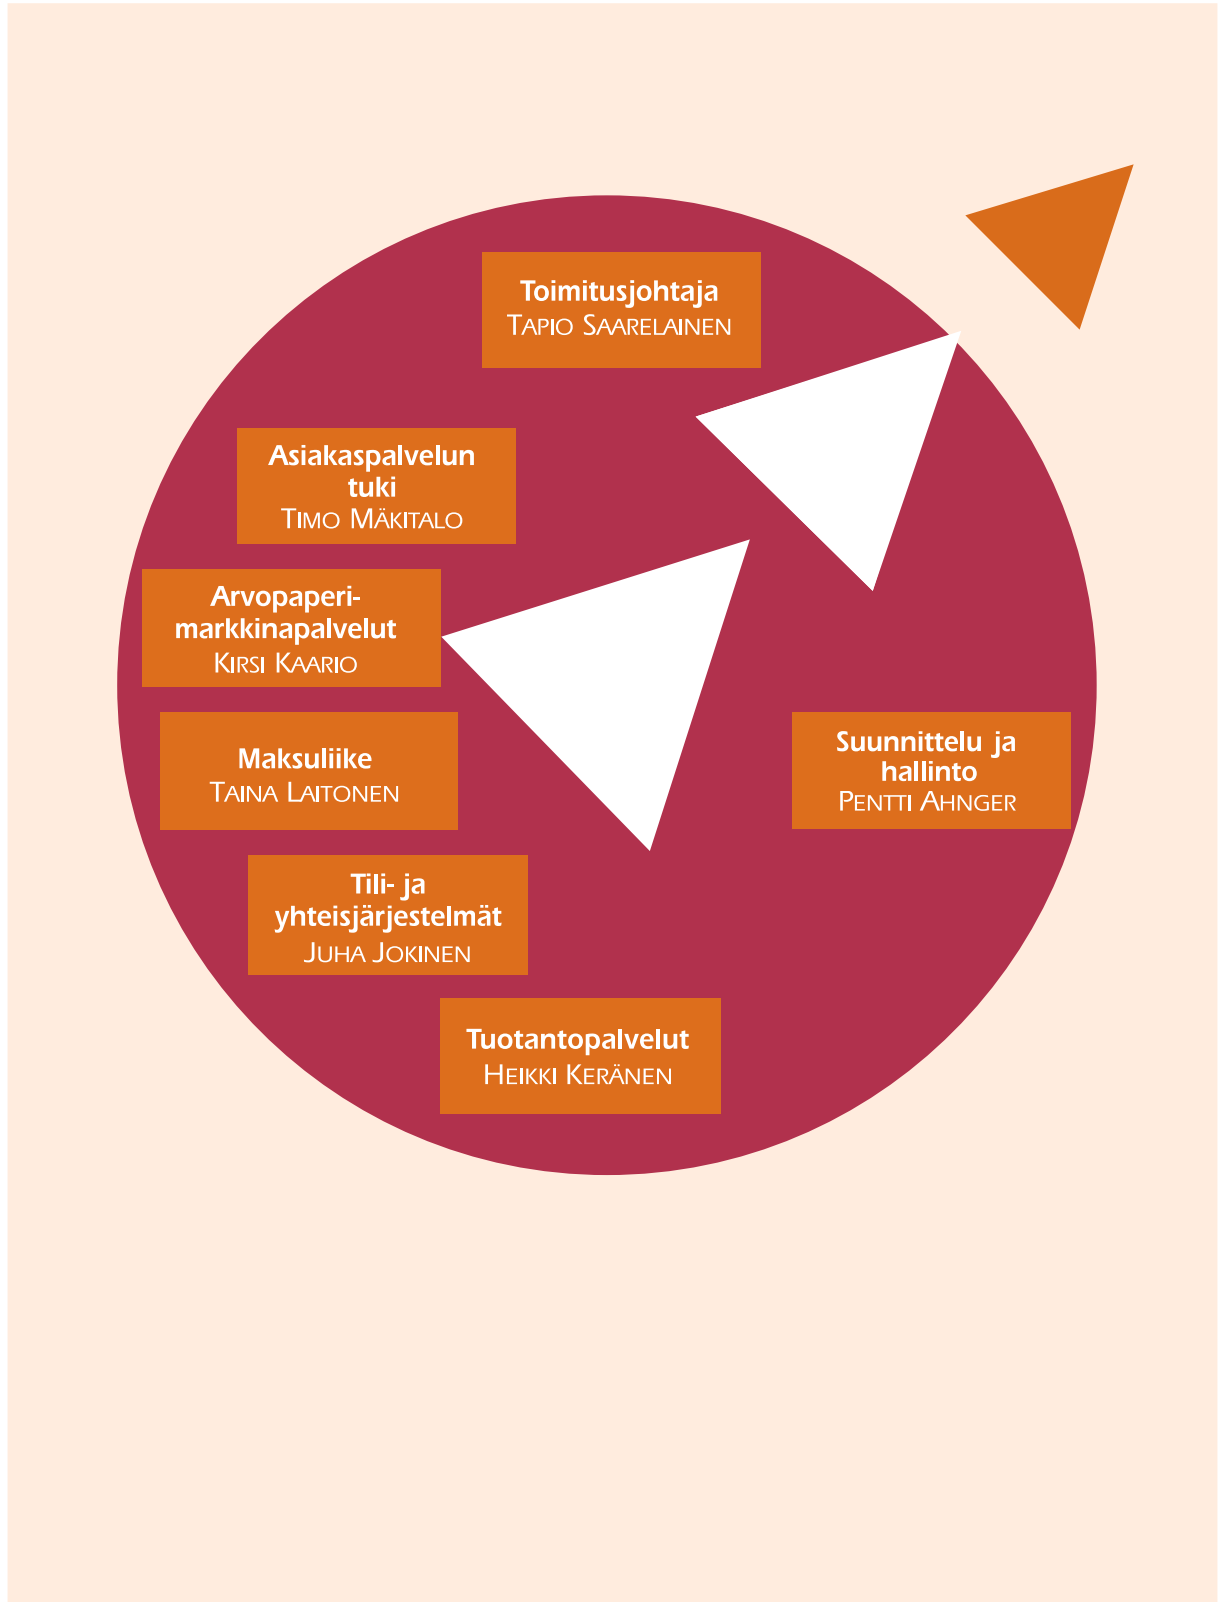 Toimitusjohtaja
TAPIO SAARELAINEN
Asiakaspalvelun
tuki
TIMO MÄKITALO
Arvopaperi-
markkinapalvelut
KIRSI KAARIO
Maksuliike
TAINA LAITONEN
Suunnittelu ja
hallinto
PENTTI AHNGER
Tili- ja
yhteisjärjestelmät
JUHA JOKINEN
Tuotantopalvelut
HEIKKI KERÄNEN